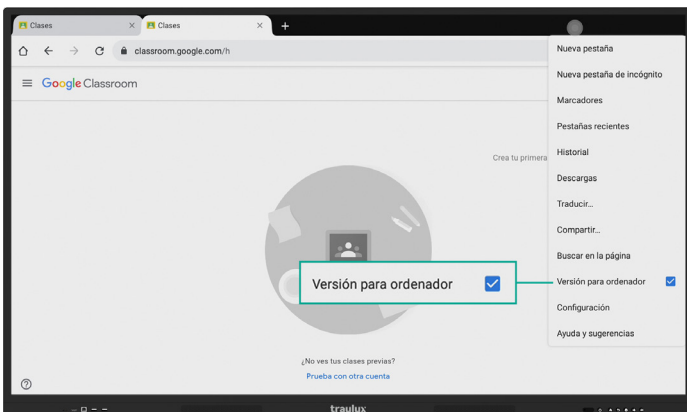 Clases
Clases
classroom.google.com/h
Google Classroom
Crea tu primera
¿No ves tus clases previas?
Prueba con otra cuenta
Versión para ordenador
Nueva pestaña
Nueva pestaña de incógnito
Marcadores
Pestañas recientes
Historial
Descargas
Traducir...
Compartir...
Buscar en la página
Versión para ordenador
Configuración
Ayuda y sugerencias
traulux